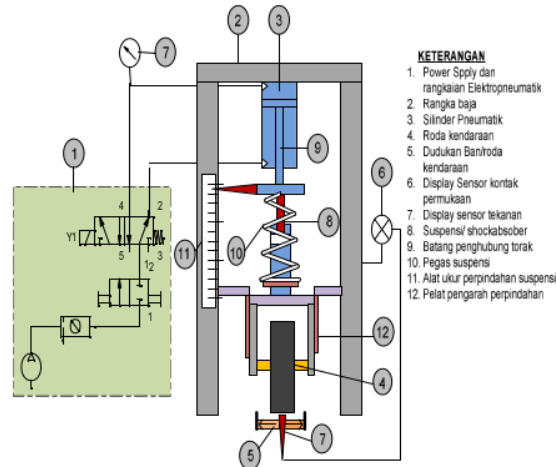 2
3
7
KETERANGAN
1. Power Spply dan
rangkaian Elektropneumatik
2. Rangka baja
3. Silinder Pneumatik
4. Roda kendaraan
5. Dudukan Ban/roda
kendaraan
6. Display Sensor kontak
permukaan
7. Display sensor tekanan
8. Suspensi/ shockabsober
9. Batang penghubung torak
10. Pegas suspensi
11. Alat ukur perpindahan suspensi
12. Pelat pengarah perpindahan
1
9
6
4 2
Y1
5 3
12
1
11
10
8
12
4
5
7